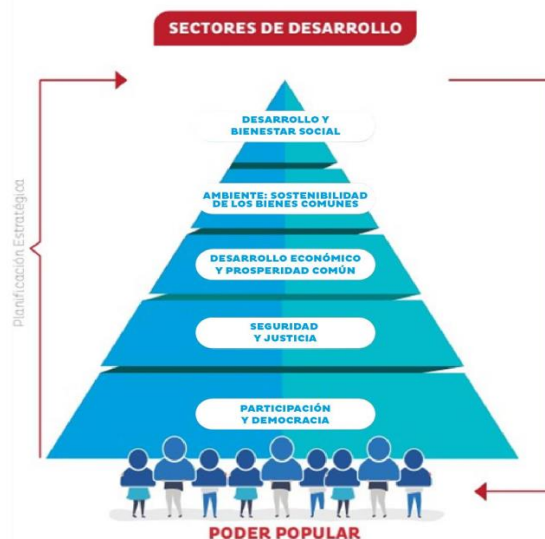 SECTORES DE DESARROLLO
DESARROLLO Y
BIENESTAR SOCIAL
AMBIENTE: SOSTENIBILIDAD
DE LOS BIENES COMUNES
DESARROLLO ECONÓMICO
Y PROSPERIDAD COMÚN
SEGURIDAD
Y JUSTICIA
PARTICIPACIÓN
Y DEMOCRACIA
Planificación Estratégica
PODER POPULAR